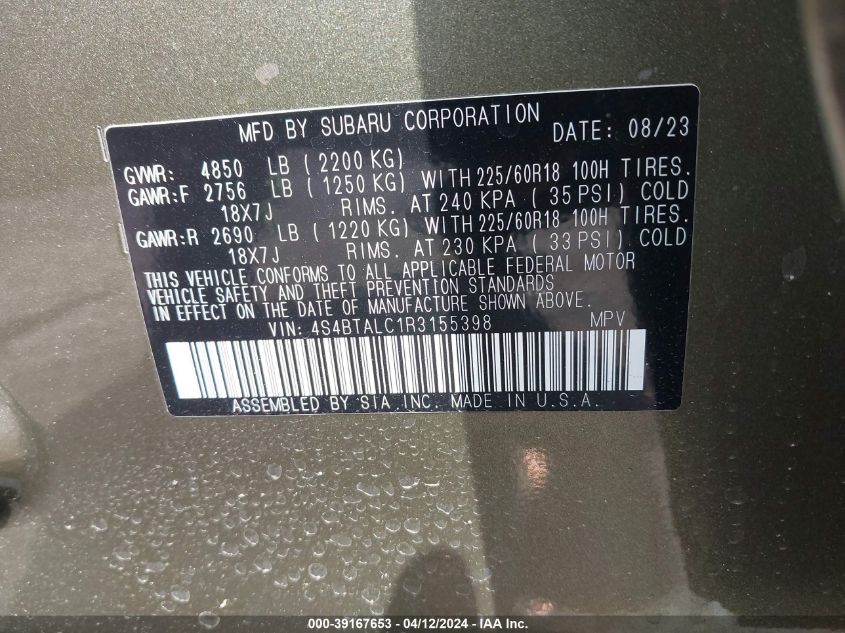 MFD BY SUBARU CORPORATION DATE: 08/23
GVWR: 4850 LB (2200 KG)
GAWR:F 2756 LB (1250 KG) WITH 225/60R18 100H TIRES.
18X7J RIMS. AT 240 KPA (35 PSI) COLD
GAWR:R 2690 LB (1220 KG) WITH 225/60R18 100H TIRES.
18X7J RIMS. AT 230 KPA (33 PSI) COLD
THIS VEHICLE CONFORMS TO ALL APPLICABLE FEDERAL MOTOR
VEHICLE SAFETY AND THEFT PREVENTION STANDARDS
IN EFFECT ON THE DATE OF MANUFACTURE SHOWN ABOVE.
VIN: 4S4BTALC1R3155398 MPV
ASSEMBLED BY SIA INC. MADE IN U.S.A.
000-39167653 - 04/12/2024 - IAAI.com